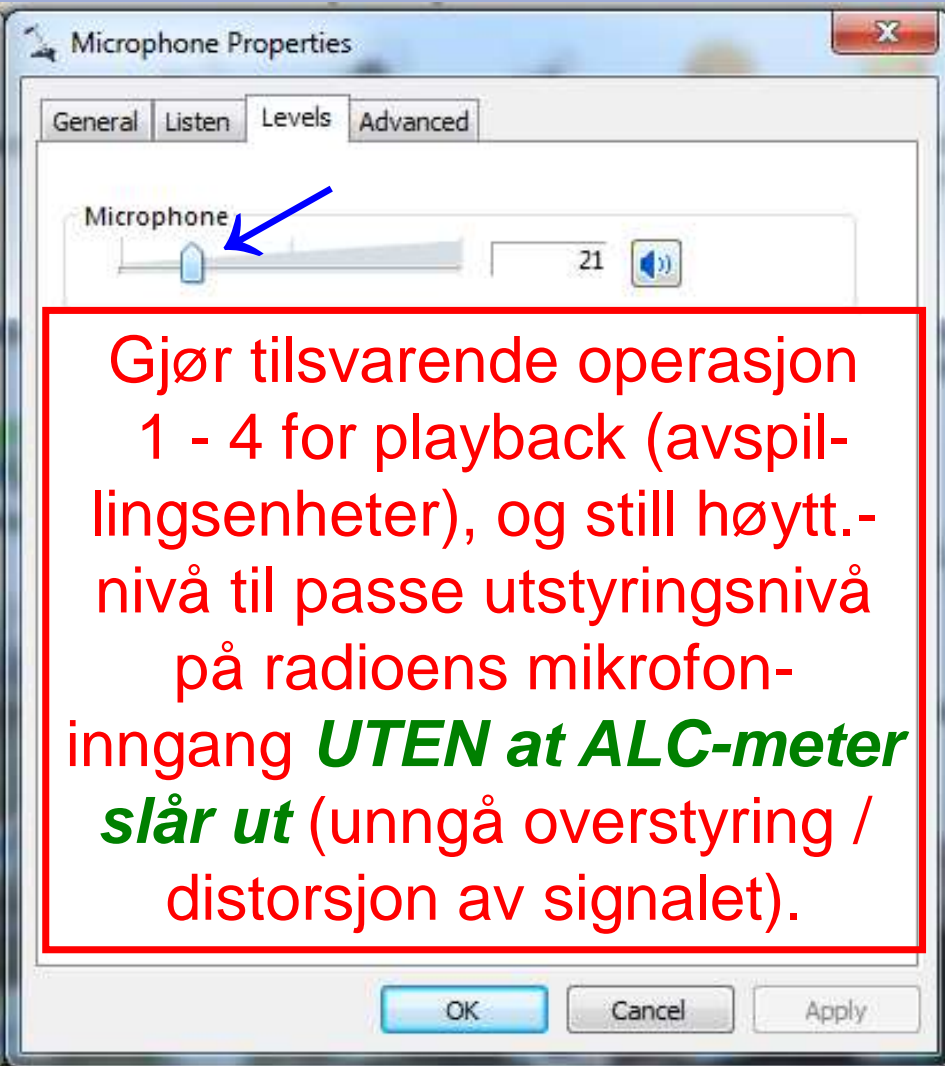 Microphone Properties
General Listen Levels Advanced
Microphone
21
Gjør tilsvarende operasjon
1 - 4 for playback (avspil-
lingsenheter), og still høytt.-
nivå til passe utstyringsnivå
på radioens mikrofon-
inngang UTEN at ALC-meter
slår ut (unngå overstyring /
distorsjon av signalet).
OK Cancel Apply